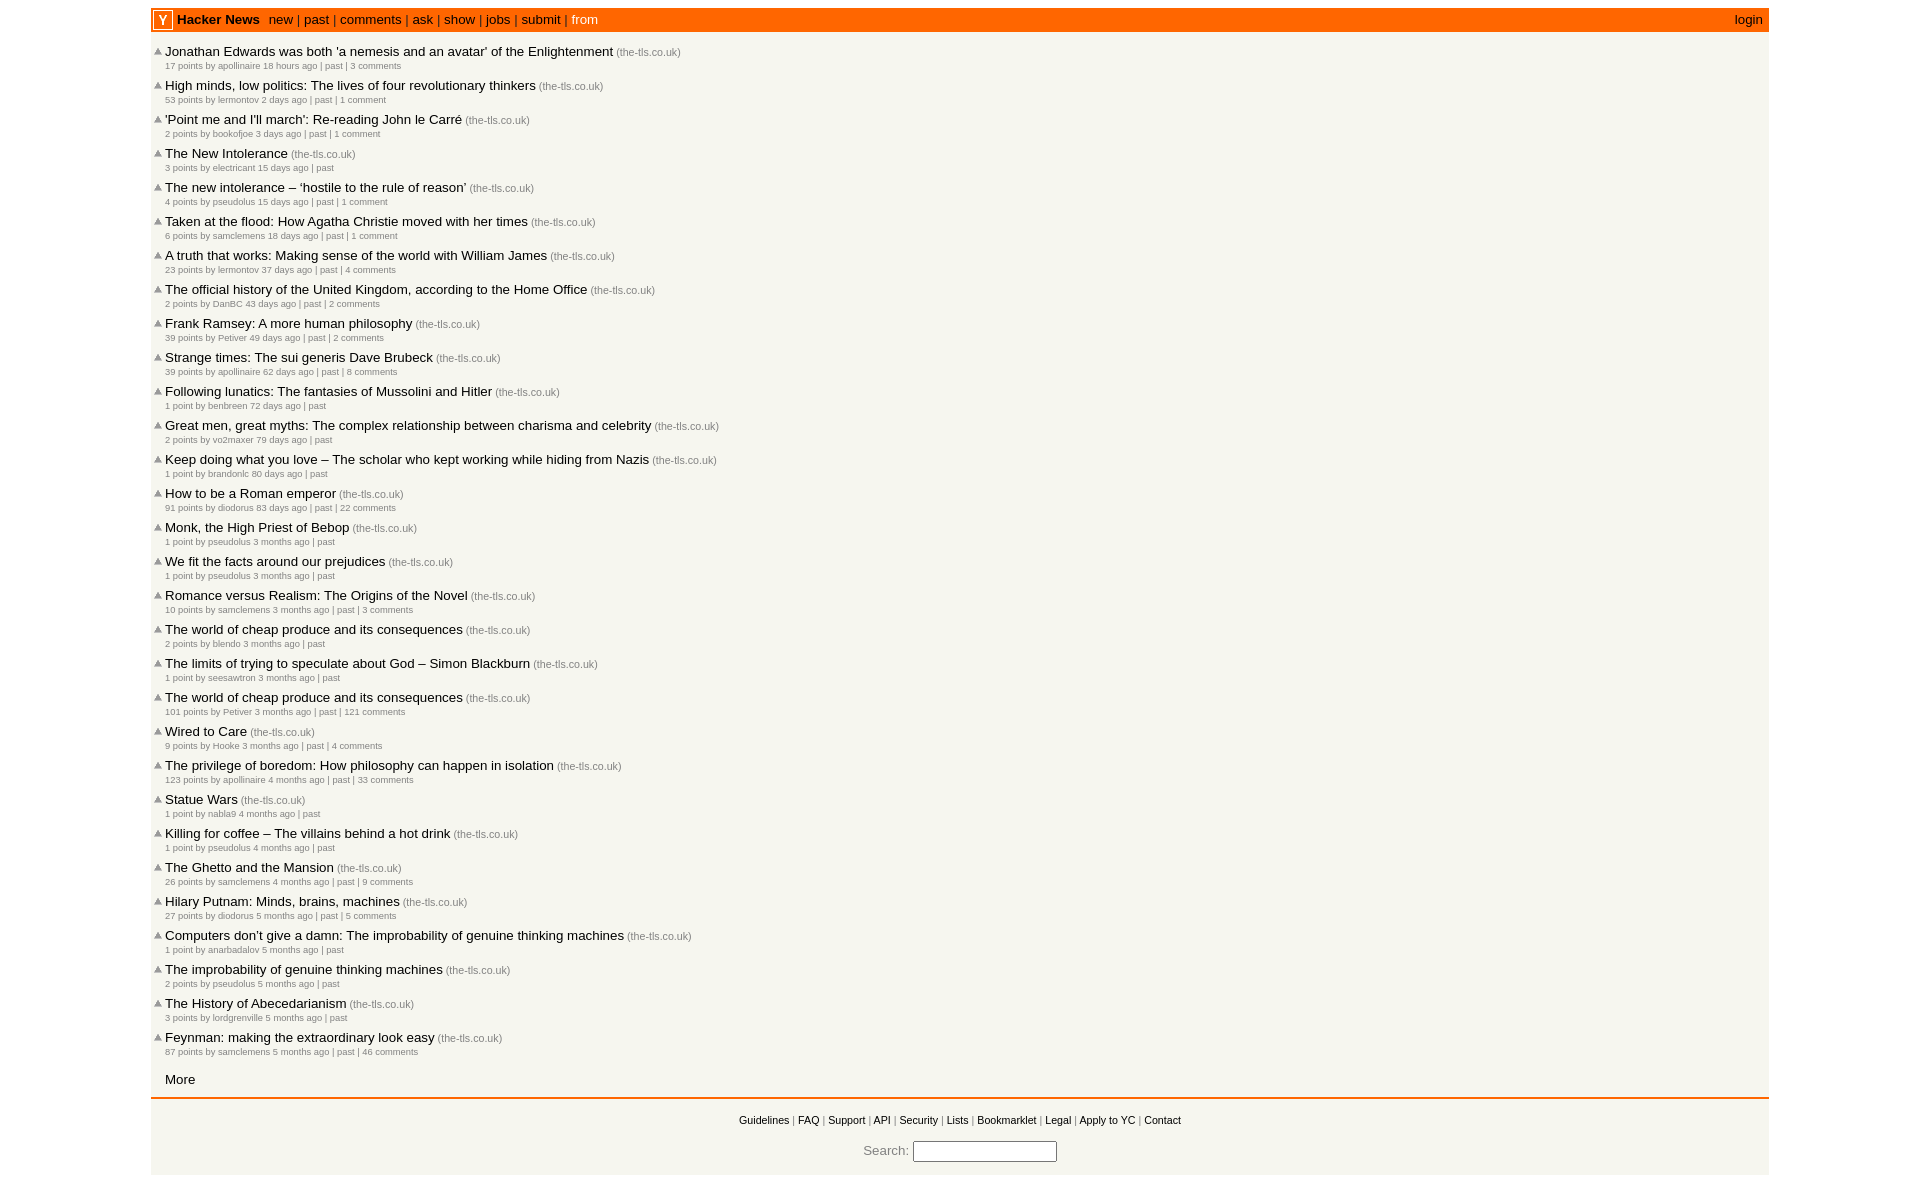 Y Hacker News new | past | comments | ask | show | jobs | submit | from login
Jonathan Edwards was both 'a nemesis and an avatar' of the Enlightenment (the-tls.co.uk)
17 points by apollinaire 18 hours ago | past | 3 comments
High minds, low politics: The lives of four revolutionary thinkers (the-tls.co.uk)
53 points by lermontov 2 days ago | past | 1 comment
'Point me and I'll march': Re-reading John le Carré (the-tls.co.uk)
2 points by bookofjoe 3 days ago | past | 1 comment
The New Intolerance (the-tls.co.uk)
3 points by electricant 15 days ago | past
The new intolerance – ‘hostile to the rule of reason’ (the-tls.co.uk)
4 points by pseudolus 15 days ago | past | 1 comment
Taken at the flood: How Agatha Christie moved with her times (the-tls.co.uk)
6 points by samclemens 18 days ago | past | 1 comment
A truth that works: Making sense of the world with William James (the-tls.co.uk)
23 points by lermontov 37 days ago | past | 4 comments
The official history of the United Kingdom, according to the Home Office (the-tls.co.uk)
2 points by DanBC 43 days ago | past | 2 comments
Frank Ramsey: A more human philosophy (the-tls.co.uk)
39 points by Petiver 49 days ago | past | 2 comments
Strange times: The sui generis Dave Brubeck (the-tls.co.uk)
39 points by apollinaire 62 days ago | past | 8 comments
Following lunatics: The fantasies of Mussolini and Hitler (the-tls.co.uk)
1 point by benbreen 72 days ago | past
Great men, great myths: The complex relationship between charisma and celebrity (the-tls.co.uk)
2 points by vo2maxer 79 days ago | past
Keep doing what you love – The scholar who kept working while hiding from Nazis (the-tls.co.uk)
1 point by brandonlc 80 days ago | past
How to be a Roman emperor (the-tls.co.uk)
91 points by diodorus 83 days ago | past | 22 comments
Monk, the High Priest of Bebop (the-tls.co.uk)
1 point by pseudolus 3 months ago | past
We fit the facts around our prejudices (the-tls.co.uk)
1 point by pseudolus 3 months ago | past
Romance versus Realism: The Origins of the Novel (the-tls.co.uk)
10 points by samclemens 3 months ago | past | 3 comments
The world of cheap produce and its consequences (the-tls.co.uk)
2 points by blendo 3 months ago | past
The limits of trying to speculate about God – Simon Blackburn (the-tls.co.uk)
1 point by seesawtron 3 months ago | past
The world of cheap produce and its consequences (the-tls.co.uk)
101 points by Petiver 3 months ago | past | 121 comments
Wired to Care (the-tls.co.uk)
9 points by Hooke 3 months ago | past | 4 comments
The privilege of boredom: How philosophy can happen in isolation (the-tls.co.uk)
123 points by apollinaire 4 months ago | past | 33 comments
Statue Wars (the-tls.co.uk)
1 point by nabla9 4 months ago | past
Killing for coffee – The villains behind a hot drink (the-tls.co.uk)
1 point by pseudolus 4 months ago | past
The Ghetto and the Mansion (the-tls.co.uk)
26 points by samclemens 4 months ago | past | 9 comments
Hilary Putnam: Minds, brains, machines (the-tls.co.uk)
27 points by diodorus 5 months ago | past | 5 comments
Computers don’t give a damn: The improbability of genuine thinking machines (the-tls.co.uk)
1 point by anarbadalov 5 months ago | past
The improbability of genuine thinking machines (the-tls.co.uk)
2 points by pseudolus 5 months ago | past
The History of Abecedarianism (the-tls.co.uk)
3 points by lordgrenville 5 months ago | past
Feynman: making the extraordinary look easy (the-tls.co.uk)
87 points by samclemens 5 months ago | past | 46 comments
More
Guidelines | FAQ | Support | API | Security | Lists | Bookmarklet | Legal | Apply to YC | Contact
Search: